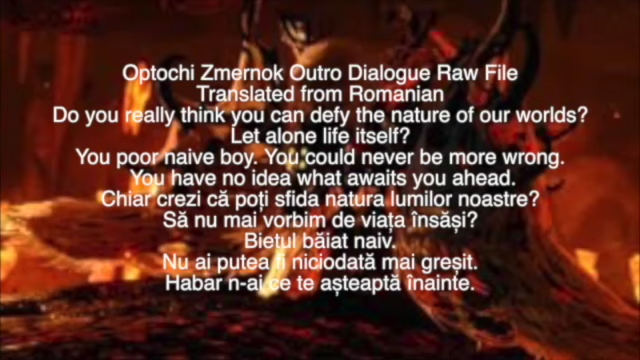 Optochi Zmernok Outro Dialogue Raw File
Translated from Romanian
Do you really think you can defy the nature of our worlds?
Let alone life itself?
You poor naive boy. You could never be more wrong.
You have no idea what awaits you ahead.
Chiar crezi că poți sfida natura lumilor noastre?
Să nu mai vorbim de viața însăși?
Bietul băiat naiv.
Nu ai putea fi niciodată mai greșit.
Habar n-ai ce te așteaptă înainte.